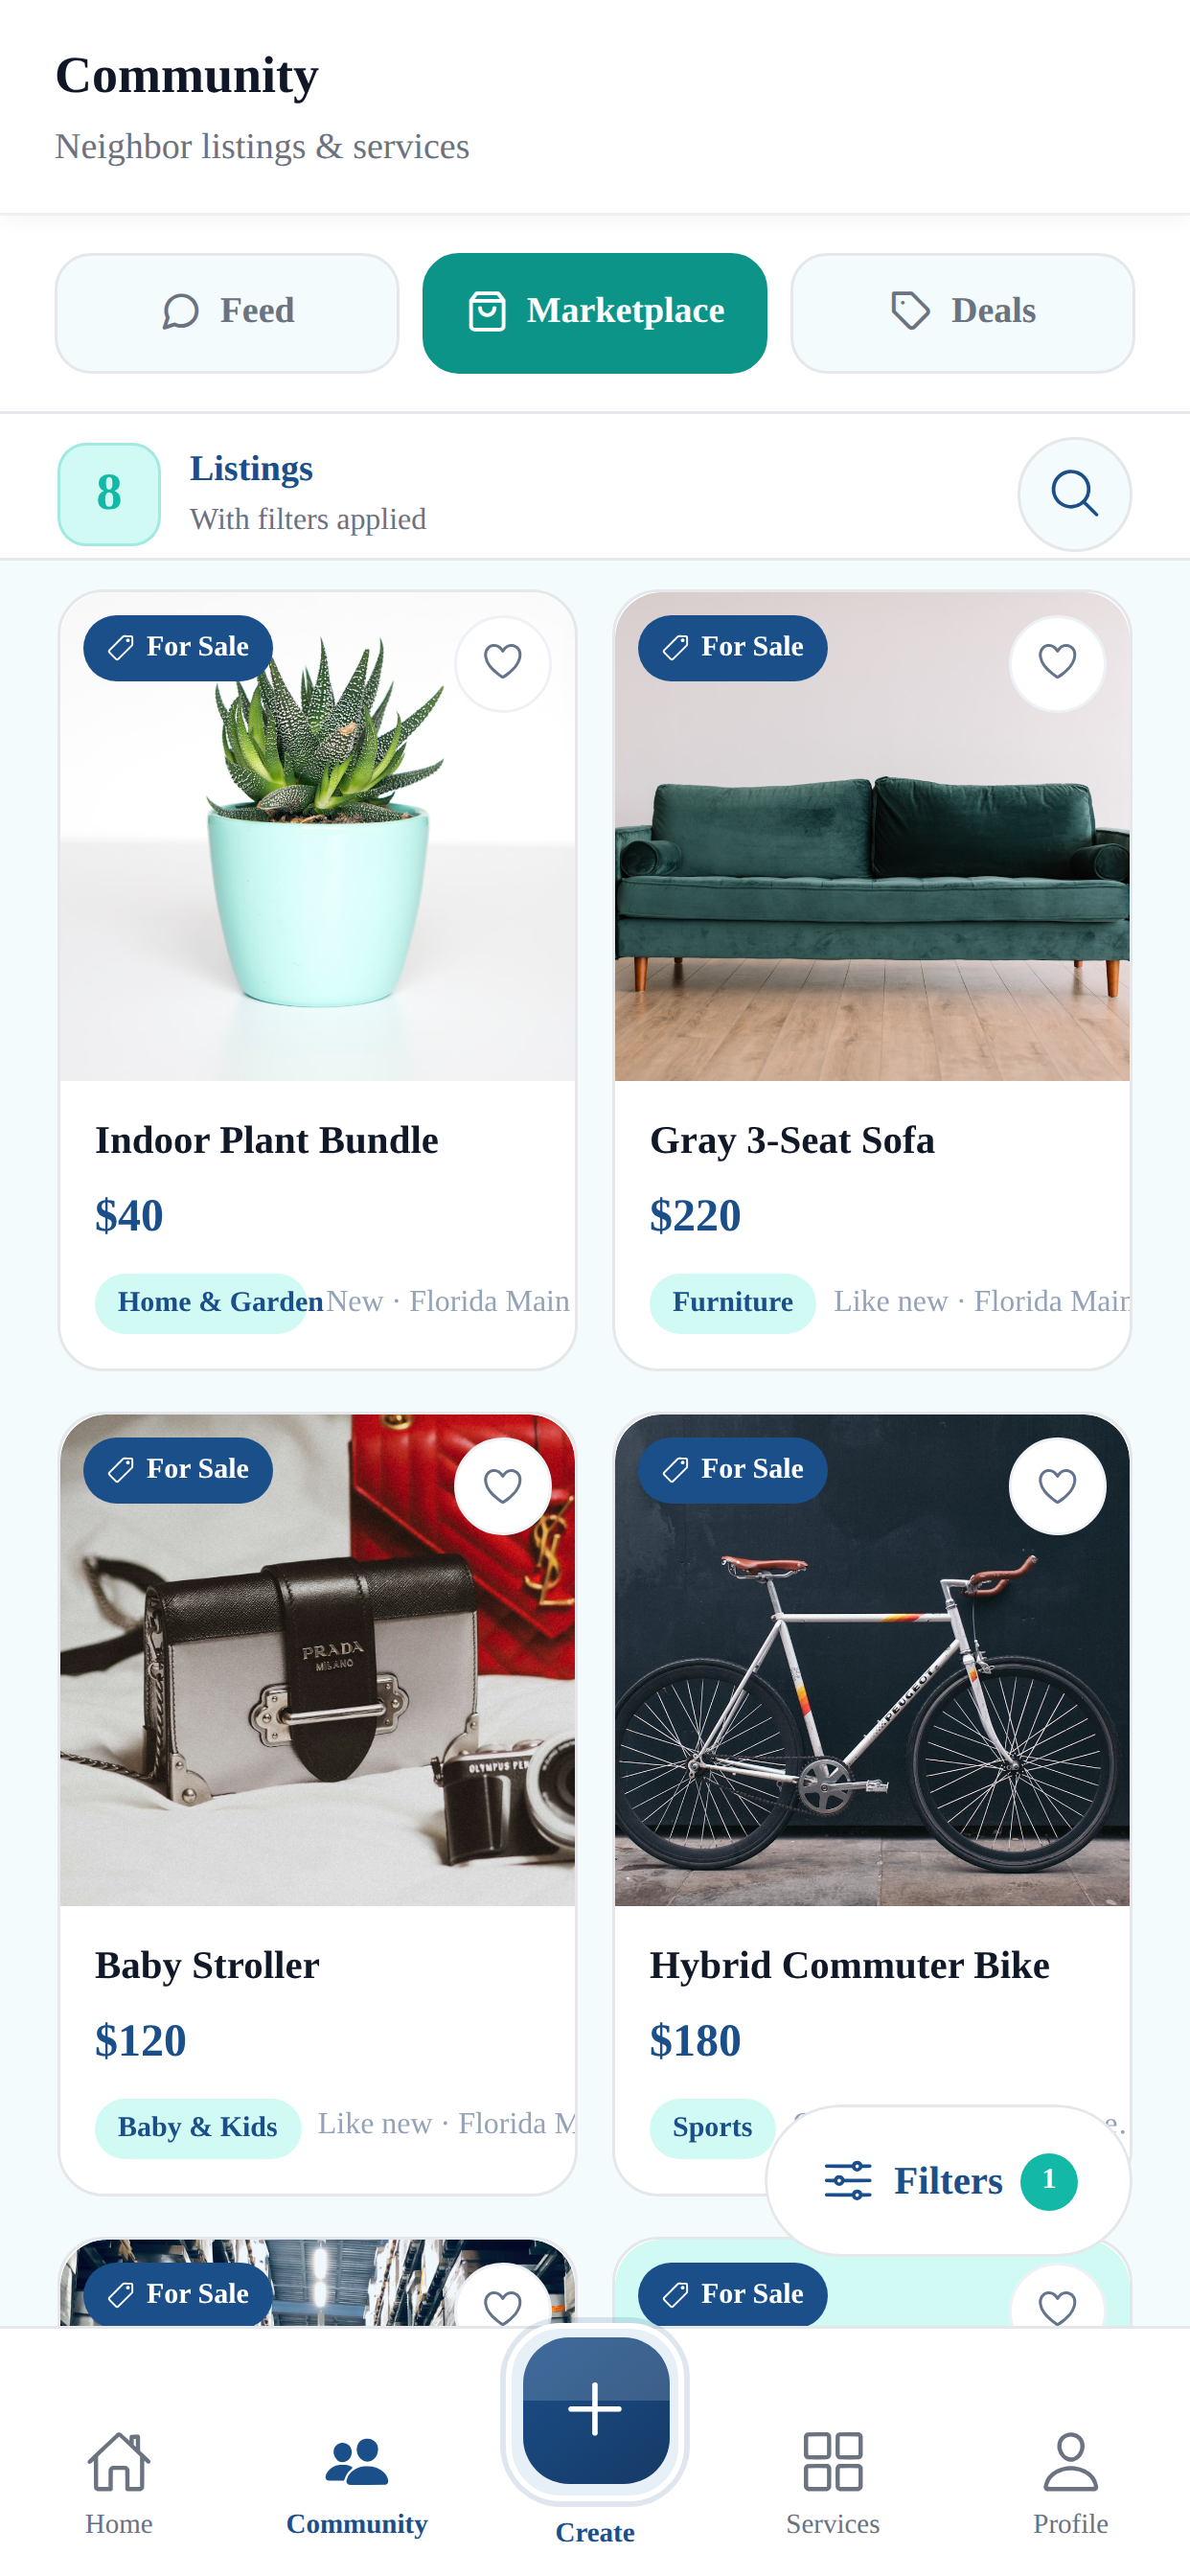 Community
Neighbor listings & services
Feed
Marketplace
Deals
8
Listings
With filters applied
For Sale
For Sale
Indoor Plant Bundle
$40
Home & Garden
New · Florida Main
Gray 3-Seat Sofa
$220
Furniture
Like new · Florida Main
For Sale
PRADA
MILANO
OLYMPUS PEN
For Sale
PEUGEOT
Baby Stroller
$120
Baby & Kids
Like new · Florida M
Hybrid Commuter Bike
$180
Sports
Filters
1
For Sale
For Sale
Home
Community
Create
Services
Profile